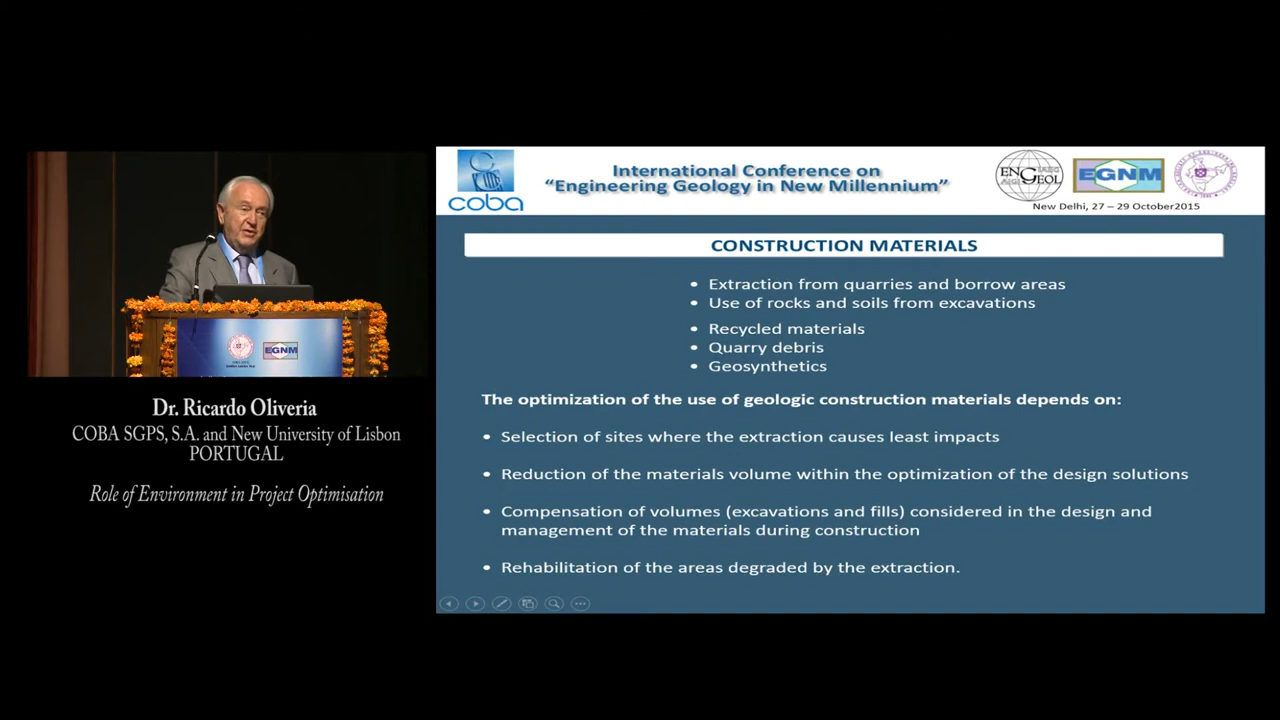 coba
International Conference on
“Engineering Geology in New Millennium”
ENGEOL
IAEG
AIGI
EGNM
New Delhi, 27 – 29 October2015
CONSTRUCTION MATERIALS
• Extraction from quarries and borrow areas
• Use of rocks and soils from excavations
• Recycled materials
• Quarry debris
• Geosynthetics
The optimization of the use of geologic construction materials depends on:
• Selection of sites where the extraction causes least impacts
• Reduction of the materials volume within the optimization of the design solutions
• Compensation of volumes (excavations and fills) considered in the design and
management of the materials during construction
• Rehabilitation of the areas degraded by the extraction.
EGNM
Dr. Ricardo Oliveria
COBA SGPS, S.A. and New University of Lisbon
PORTUGAL
Role of Environment in Project Optimisation